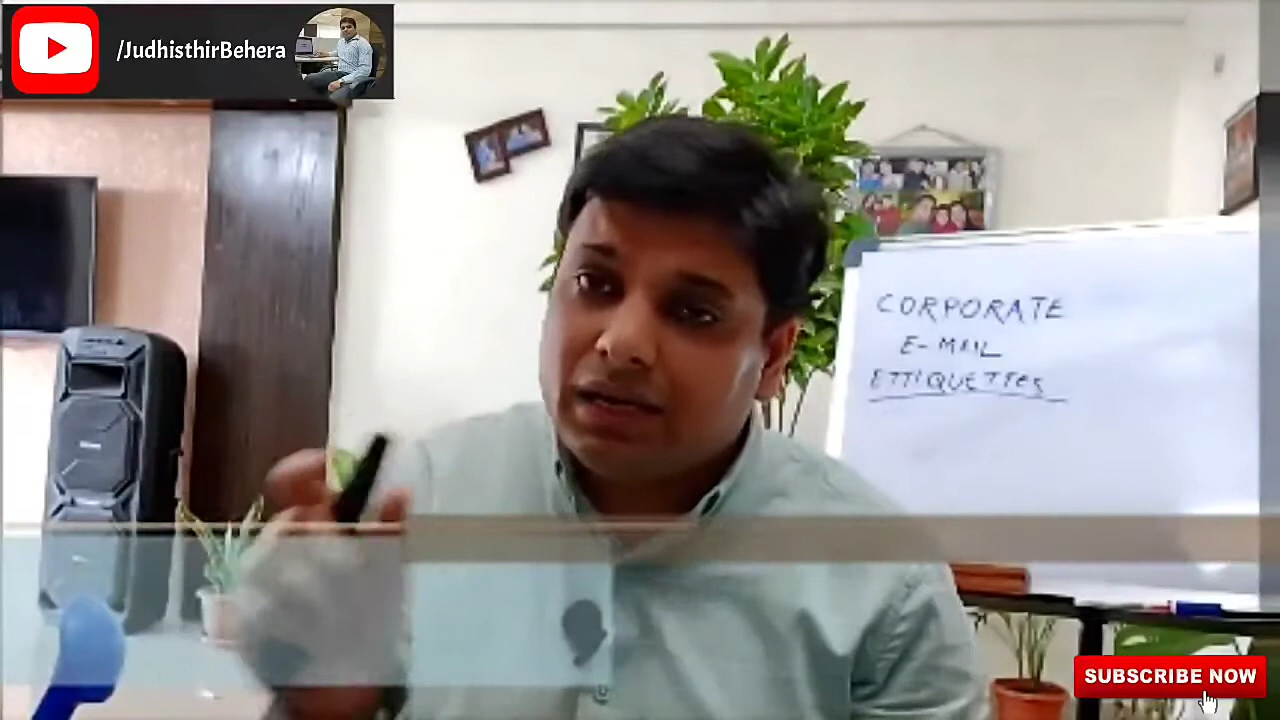 /JudhisthirBehera
CORPORATE
E-MAIL
ETTIQUETTES
SUBSCRIBE NOW